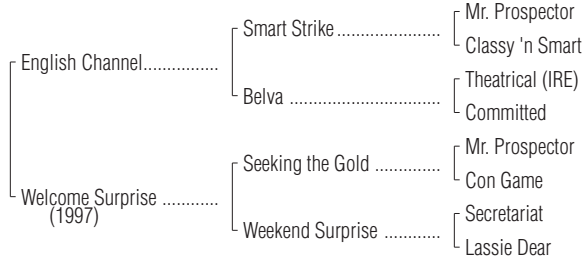 Mr. Prospector
Smart Strike ......................
Classy 'n Smart
English Channel................
Theatrical (IRE)
Belva ................................
Committed
Mr. Prospector
Seeking the Gold ..............
Con Game
Welcome Surprise ............
(1997)
Secretariat
Weekend Surprise ............
Lassie Dear